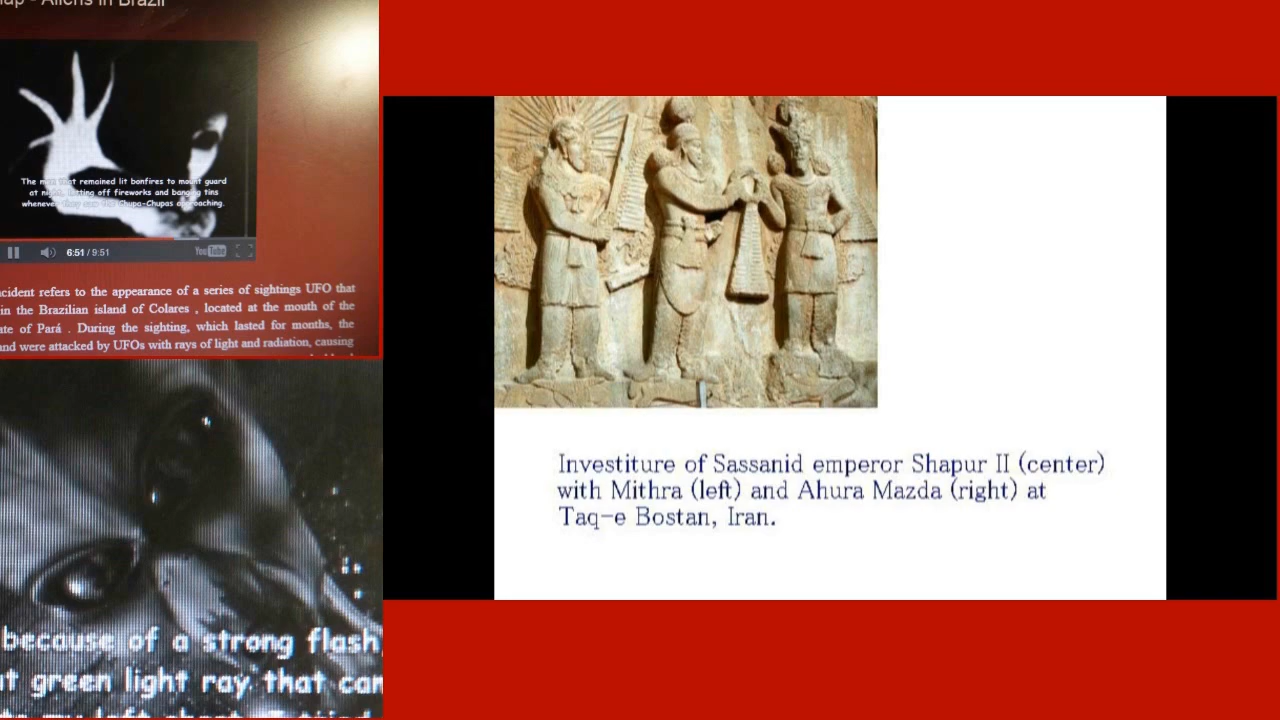 Aliens in Brazil
The men that remained lit bonfires to mount guard
at night, letting off fireworks and banging tins
whenever they saw the Chupa-Chupas approaching.
6:51 / 9:51
YouTube
refers to the appearance of a series of sightings UFO that
in the Brazilian island of Colares , located at the mouth of the
of Pará . During the sighting, which lasted for months, the
were attacked by UFOs with rays of light and radiation, causing
because of a strong flash,
green light ray that
Investiture of Sassanid emperor Shapur II (center)
with Mithra (left) and Ahura Mazda (right) at
Taq-e Bostan, Iran.